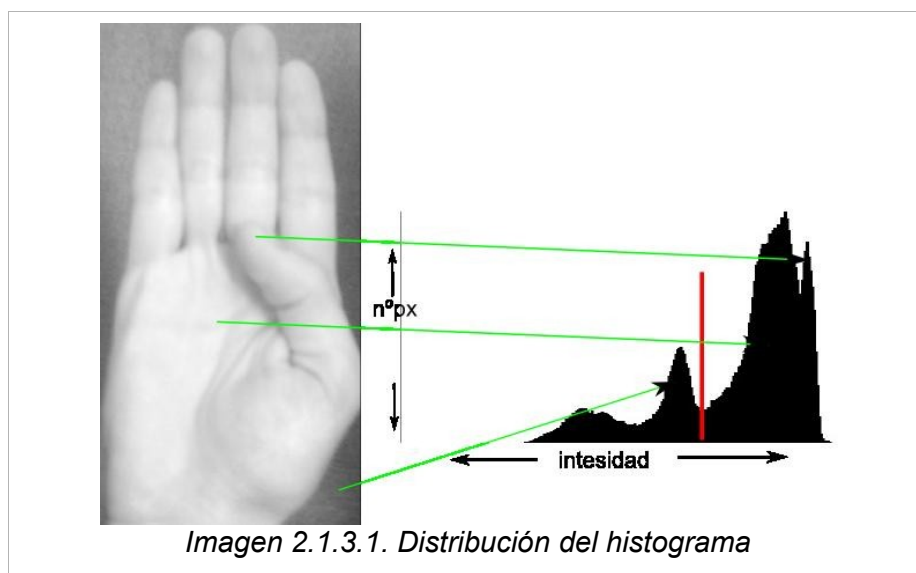 nºpx
intesidad
Imagen 2.1.3.1. Distribución del histograma